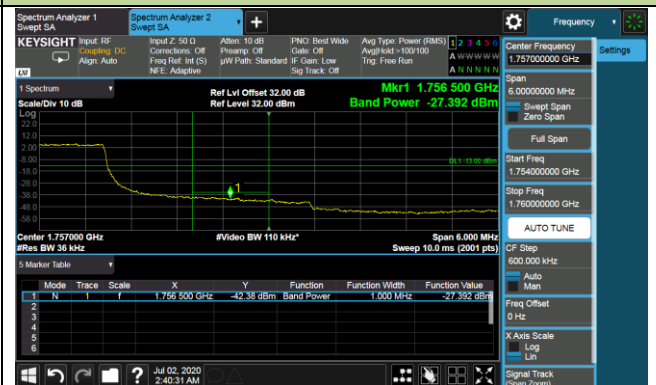 Spectrum Analyzer 1
Swept SA
Spectrum Analyzer 2
Swept SA
+
Frequency
KEYSIGHT
Input: RF
Coupling: DC
Align: Auto
Input Z: 50 Ω
Corrections: Off
Freq Ref: Int (S)
NFE: Adaptive
Atten: 10 dB
Preamp: Off
µW Path: Standard
PNO: Best Wide
Gate: Off
IF Gain: Low
Sig Track: Off
Avg Type: Power (RMS)
Avg|Hold:>100/100
Trig: Free Run
1 2 3 4 5 6
A W W W W W
A N N N N N
LXI
1 Spectrum
Scale/Div 10 dB
Ref Lvl Offset 32.00 dB
Ref Level 32.00 dBm
Mkr1 1.756 500 GHz
Band Power -27.392 dBm
Log
22.0
12.0
2.00
-8.00
-18.0
-28.0
-38.0
-48.0
-58.0
DL1 -13.00 dBm
1
Center 1.757000 GHz
#Res BW 36 kHz
#Video BW 110 kHz*
Span 6.000 MHz
Sweep 10.0 ms (2001 pts)
5 Marker Table
Mode Trace Scale X Y Function Function Width Function Value
1 N 1 f 1.756 500 GHz -42.38 dBm Band Power 1.000 MHz -27.392 dBm
2
3
4
5
6
Jul 02, 2020
2:40:31 AM
?
Center Frequency
1.757000000 GHz
Settings
Span
6.00000000 MHz
Swept Span
Zero Span
Full Span
Start Freq
1.754000000 GHz
Stop Freq
1.760000000 GHz
AUTO TUNE
CF Step
600.000 kHz
Auto
Man
Freq Offset
0 Hz
X Axis Scale
Log
Lin
Signal Track
(Span Zoom)